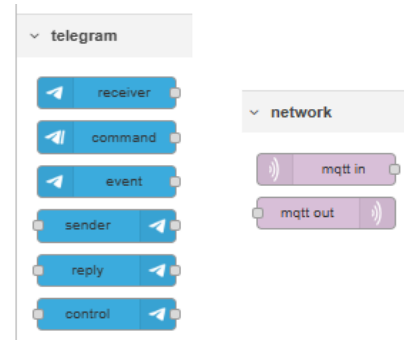 telegram
receiver
command
event
sender
reply
control
network
mqtt in
mqtt out